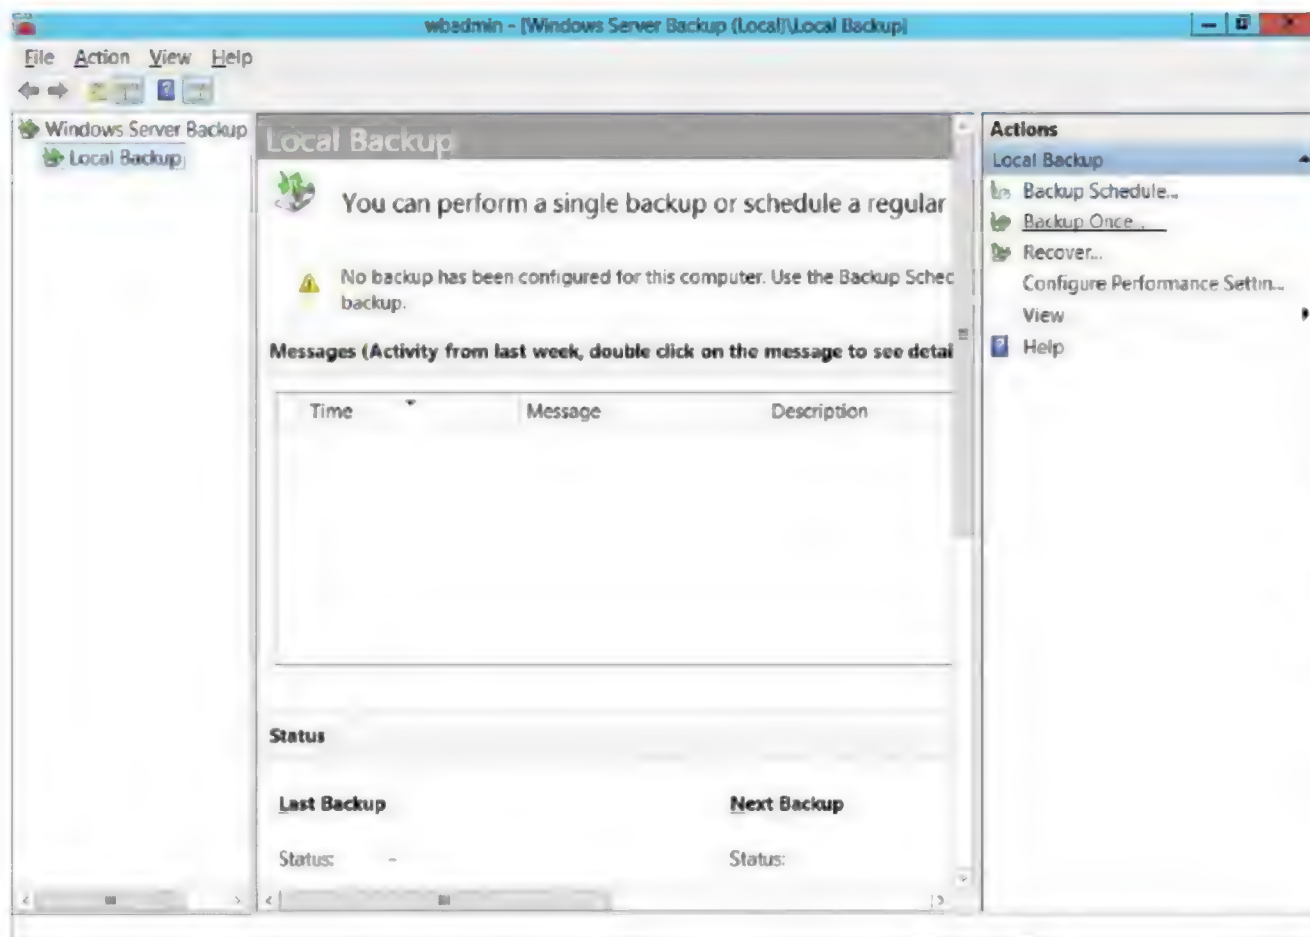 wbadmin - [Windows Server Backup (Local)\Local Backup]
File Action View Help
Windows Server Backup
Local Backup
Local Backup
You can perform a single backup or schedule a regular
No backup has been configured for this computer. Use the Backup Sched
backup.
Messages (Activity from last week, double click on the message to see detai
Time Message Description
Status
Last Backup Next Backup
Status: - Status:
Actions
Local Backup
Backup Schedule...
Backup Once...
Recover...
Configure Performance Settin...
View
Help